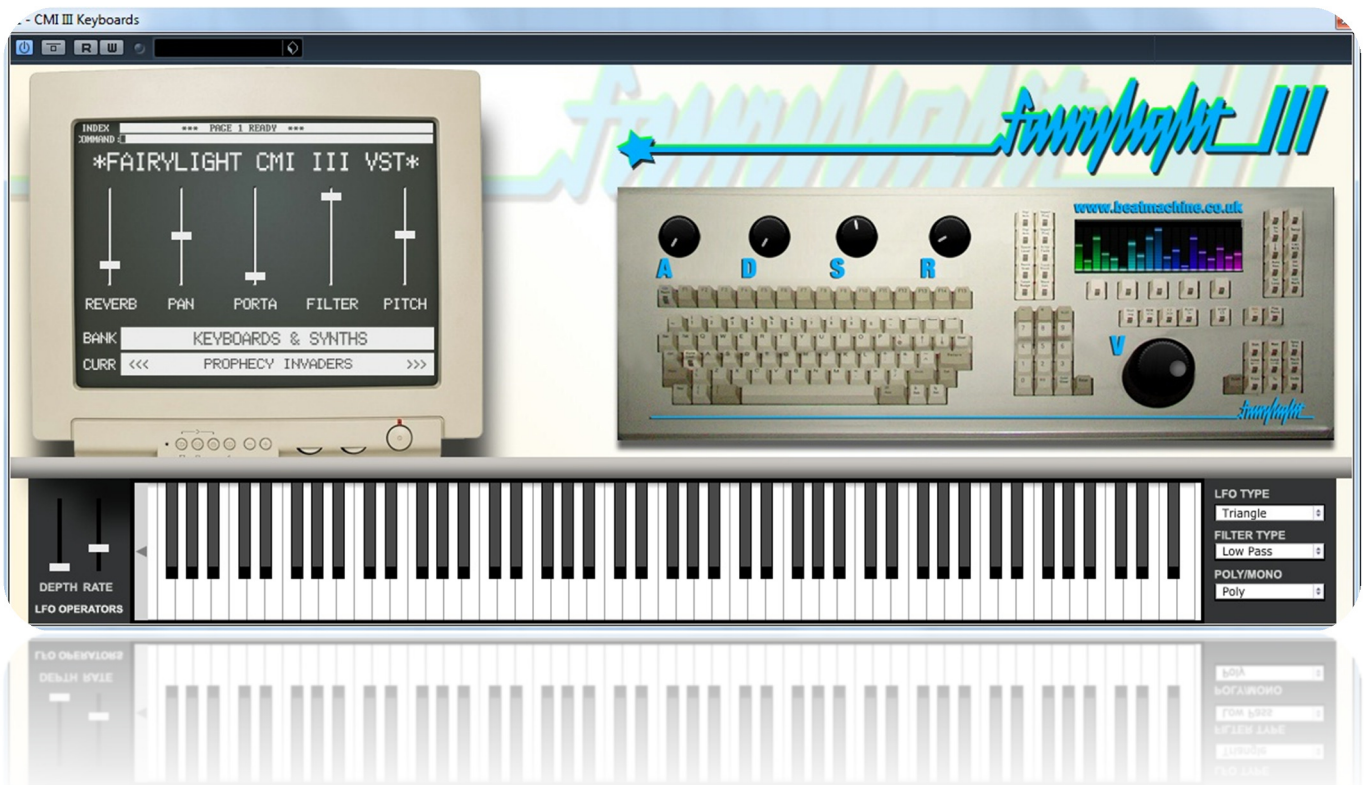 - CMI III Keyboards
R W
INDEX *** PAGE 1 READY ***
COMMAND:
*FAIRYLIGHT CMI III VST*
REVERB PAN PORTA FILTER PITCH
BANK KEYBOARDS & SYNTHS
CURR <<< PROPHECY INVADERS >>>
fairylight III
www.beatmachine.co.uk
A D S R
V
fairylight
DEPTH RATE
LFO OPERATORS
LFO TYPE
Triangle
FILTER TYPE
Low Pass
POLY/MONO
Poly